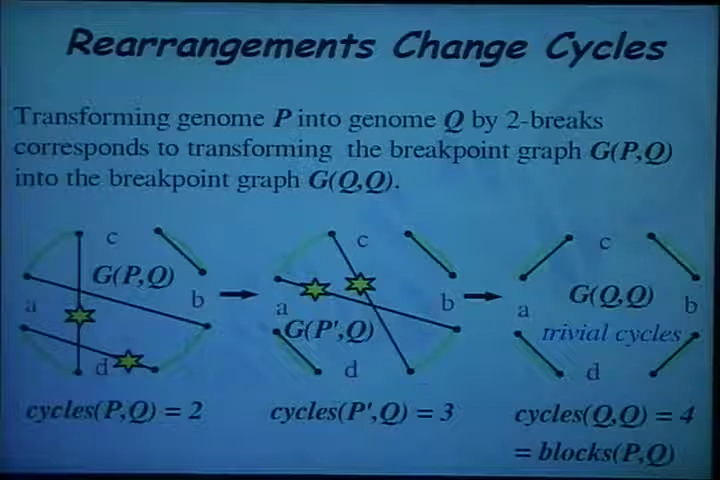 Rearrangements Change Cycles
Transforming genome P into genome Q by 2-breaks
corresponds to transforming the breakpoint graph G(P,Q)
into the breakpoint graph G(Q,Q).
c
G(P,Q)
a
b
d
cycles(P,Q) = 2
c
a
b
G(P',Q)
d
cycles(P',Q) = 3
c
G(Q,Q)
a
b
trivial cycles
d
cycles(Q,Q) = 4
= blocks(P,Q)